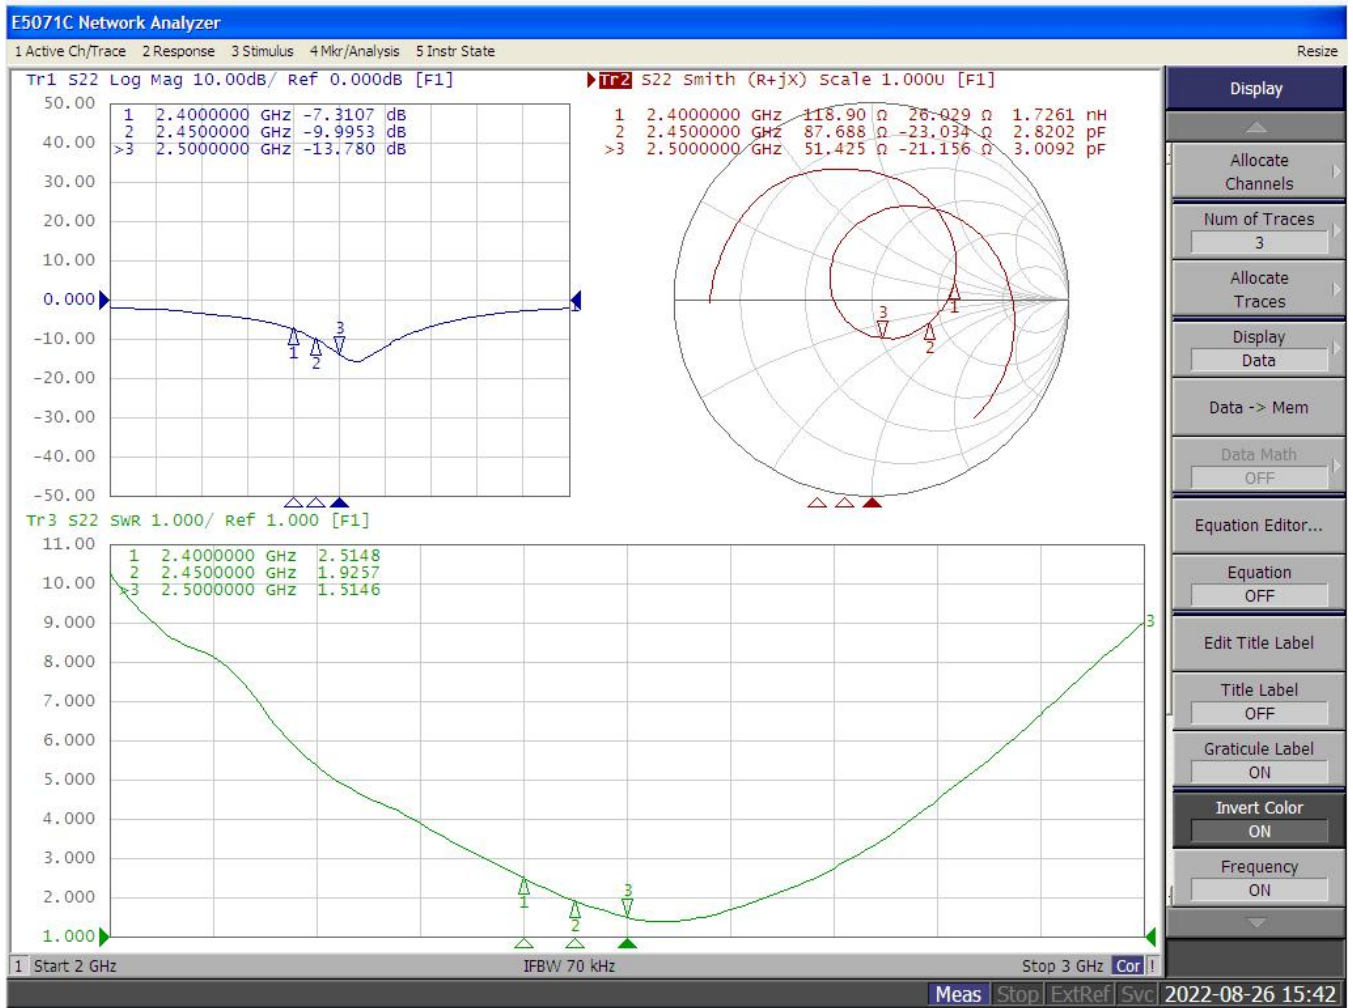 E5071C Network Analyzer
1 Active Ch/Trace 2 Response 3 Stimulus 4 Mkr/Analysis 5 Instr State Resize
Tr1 S22 Log Mag 10.00dB/ Ref 0.000dB [F1]
50.00
1 2.4000000 GHz -7.3107 dB
2 2.4500000 GHz -9.9953 dB
>3 2.5000000 GHz -13.780 dB
40.00
30.00
20.00
10.00
0.000
-10.00
-20.00
-30.00
-40.00
-50.00
1
2
3
1
Tr2 S22 Smith (R+jX) Scale 1.000U [F1]
1 2.4000000 GHz 118.90 Ω 26.029 Ω 1.7261 nH
2 2.4500000 GHz 87.688 Ω -23.034 Ω 2.8202 pF
>3 2.5000000 GHz 51.425 Ω -21.156 Ω 3.0092 pF
1
2
3
Tr3 S22 SWR 1.000/ Ref 1.000 [F1]
11.00
1 2.4000000 GHz 2.5148
2 2.4500000 GHz 1.9257
>3 2.5000000 GHz 1.5146
10.00
9.000
8.000
7.000
6.000
5.000
4.000
3.000
2.000
1.000
1
2
3
3
1 Start 2 GHz IFBW 70 kHz Stop 3 GHz Cor !
Display
Allocate
Channels
Num of Traces
3
Allocate
Traces
Display
Data
Data -> Mem
Data Math
OFF
Equation Editor...
Equation
OFF
Edit Title Label
Title Label
OFF
Graticule Label
ON
Invert Color
ON
Frequency
ON
Meas Stop ExtRef Svc 2022-08-26 15:42